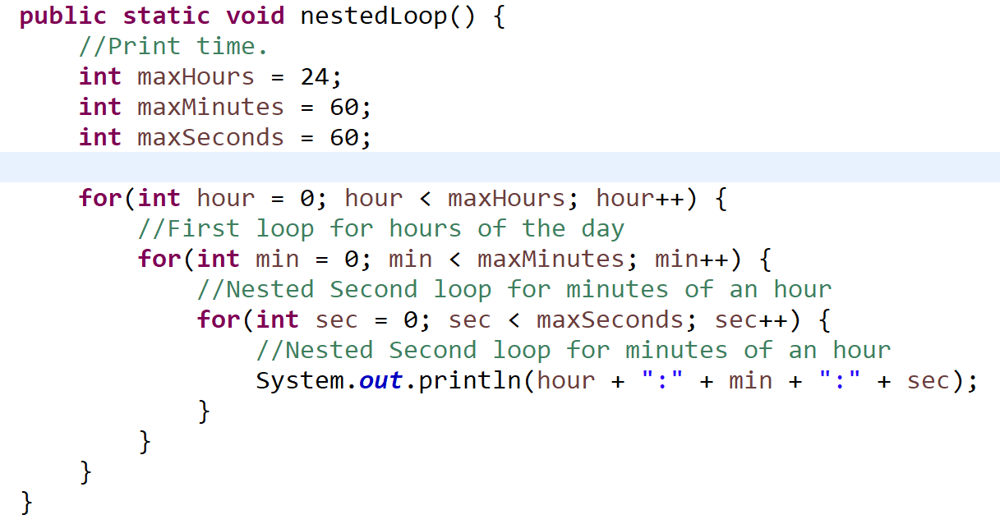 public static void nestedLoop() {
    //Print time.
    int maxHours = 24;
    int maxMinutes = 60;
    int maxSeconds = 60;

    for(int hour = 0; hour < maxHours; hour++) {
        //First loop for hours of the day
        for(int min = 0; min < maxMinutes; min++) {
            //Nested Second loop for minutes of an hour
            for(int sec = 0; sec < maxSeconds; sec++) {
                //Nested Second loop for minutes of an hour
                System.out.println(hour + ":" + min + ":" + sec);
            }
        }
    }
}